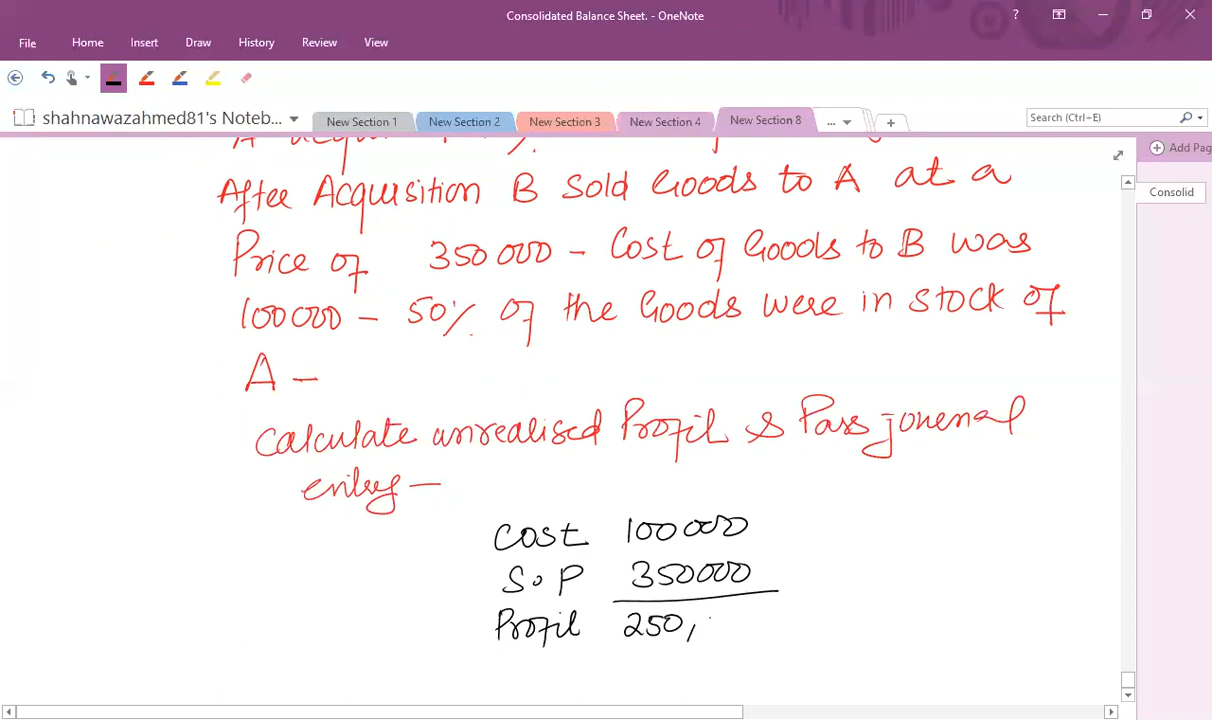 Consolidated Balance Sheet. - OneNote
?
File Home Insert Draw History Review View
shahnawazahmed81's Noteb...
New Section 1 New Section 2 New Section 3 New Section 4 New Section 8 ... +
Search (Ctrl+E)
Add Pag
Consolid
After Acquisition B Sold Goods to A at a
Price of 350000 - Cost of Goods to B was
100000 - 50% of the Goods were in stock of
A -
Calculate unrealised Profit & Pass journal
entry -
Cost 100000
S.P 350000
Profit 250,